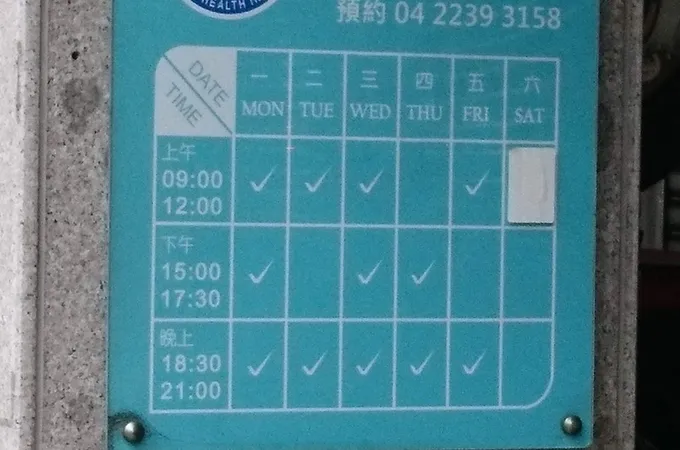 HEALTH
預約 04 2239 3158
DATE
TIME
一 二 三 四 五 六
MON TUE WED THU FRI SAT
上午
09:00 ✓ ✓ ✓ ✓
12:00
下午
15:00 ✓ ✓ ✓
17:30
晚上
18:30 ✓ ✓ ✓ ✓ ✓
21:00